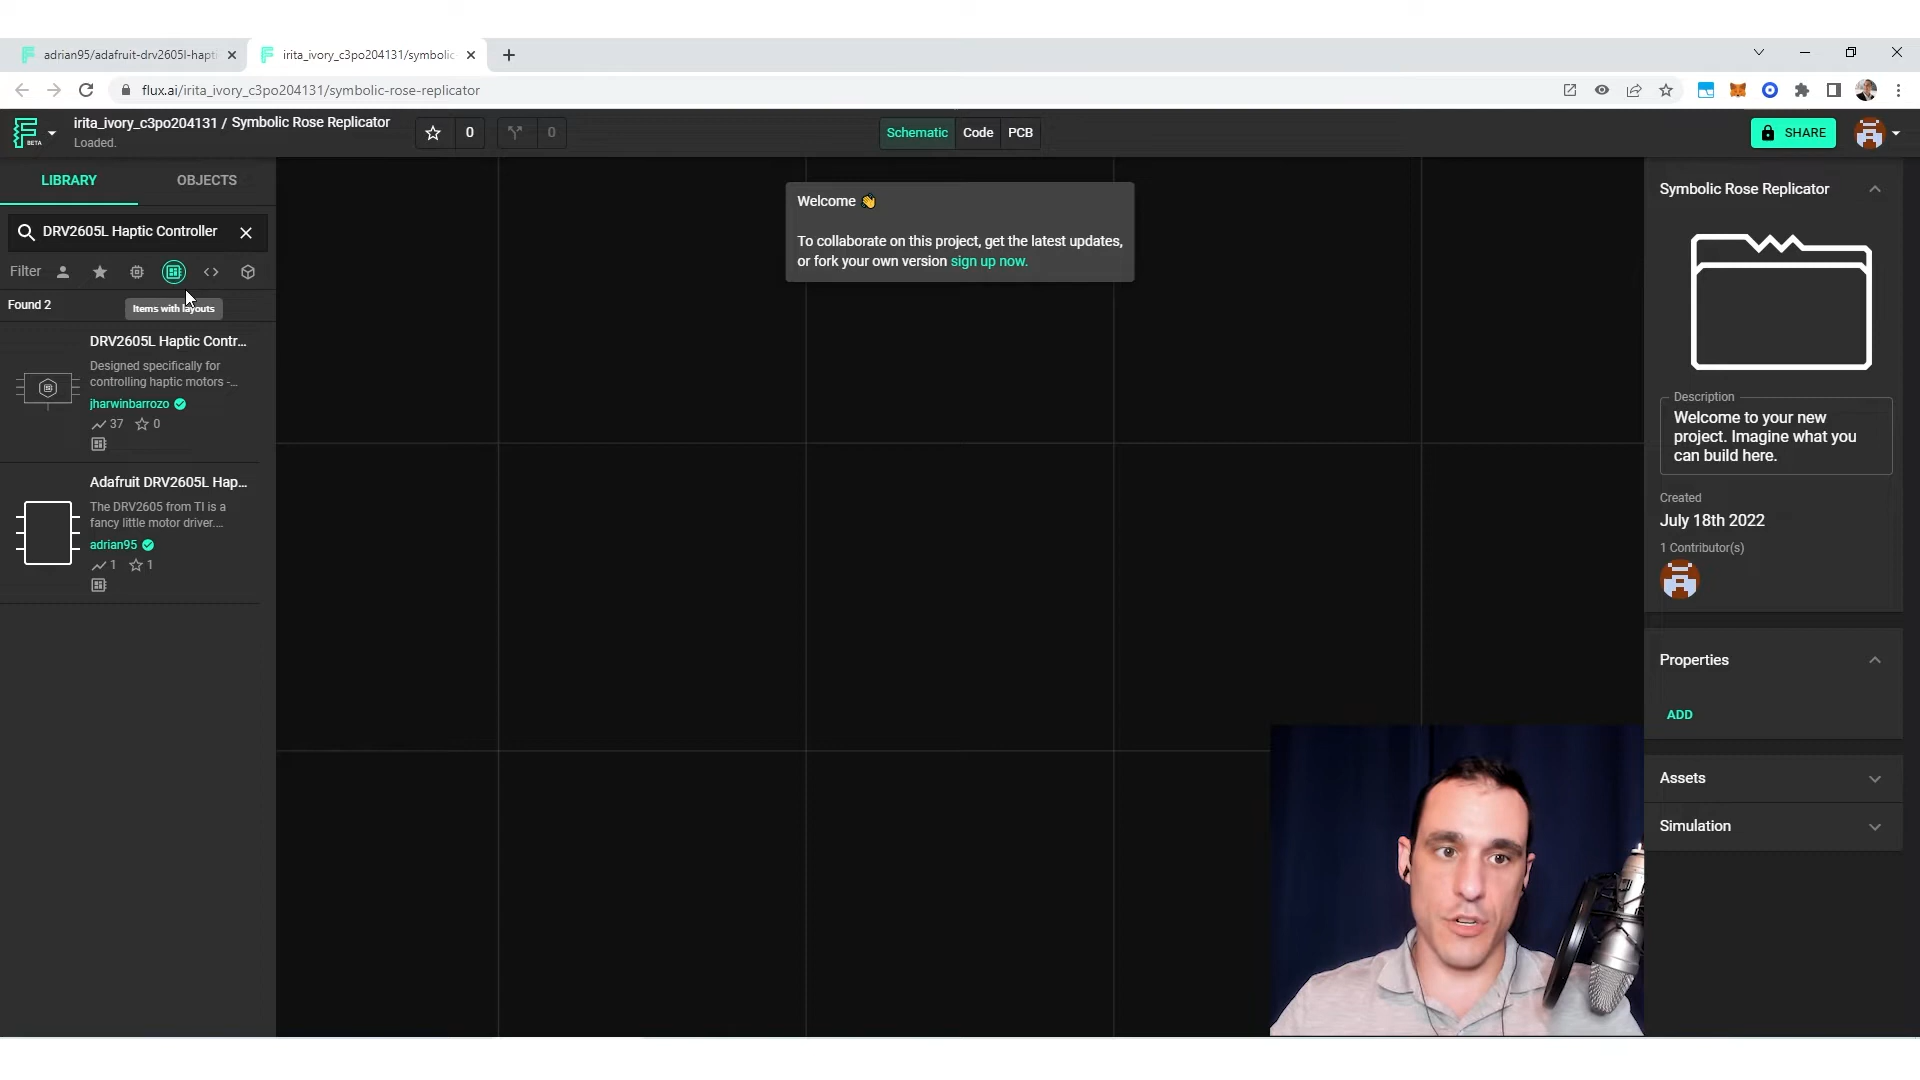 adrian95/adafruit-drv2605l-hapti
irita_ivory_c3po204131/symbolic-
flux.ai/irita_ivory_c3po204131/symbolic-rose-replicator
BETA
irita_ivory_c3po204131 / Symbolic Rose Replicator
Loaded.
0
0
Schematic
Code
PCB
SHARE
LIBRARY
OBJECTS
DRV2605L Haptic Controller
Filter
Found 2
Items with layouts
DRV2605L Haptic Contr...
Designed specifically for
controlling haptic motors -...
jharwinbarrozo
37
0
Adafruit DRV2605L Hap...
The DRV2605 from TI is a
fancy little motor driver....
adrian95
1
1
Welcome 👋
To collaborate on this project, get the latest updates,
or fork your own version sign up now.
Symbolic Rose Replicator
Description
Welcome to your new
project. Imagine what you
can build here.
Created
July 18th 2022
1 Contributor(s)
Properties
ADD
Assets
Simulation